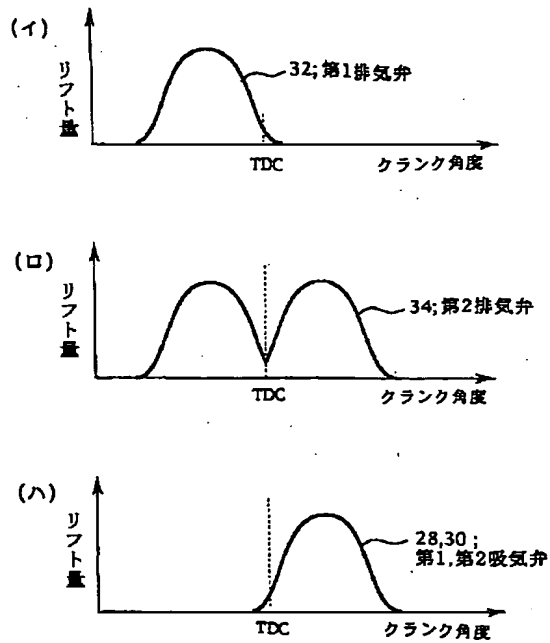 (イ)
リフト量
32;第1排気弁
TDC
クランク角度
(ロ)
リフト量
34;第2排気弁
TDC
クランク角度
(ハ)
リフト量
28,30;
第1,第2吸気弁
TDC
クランク角度